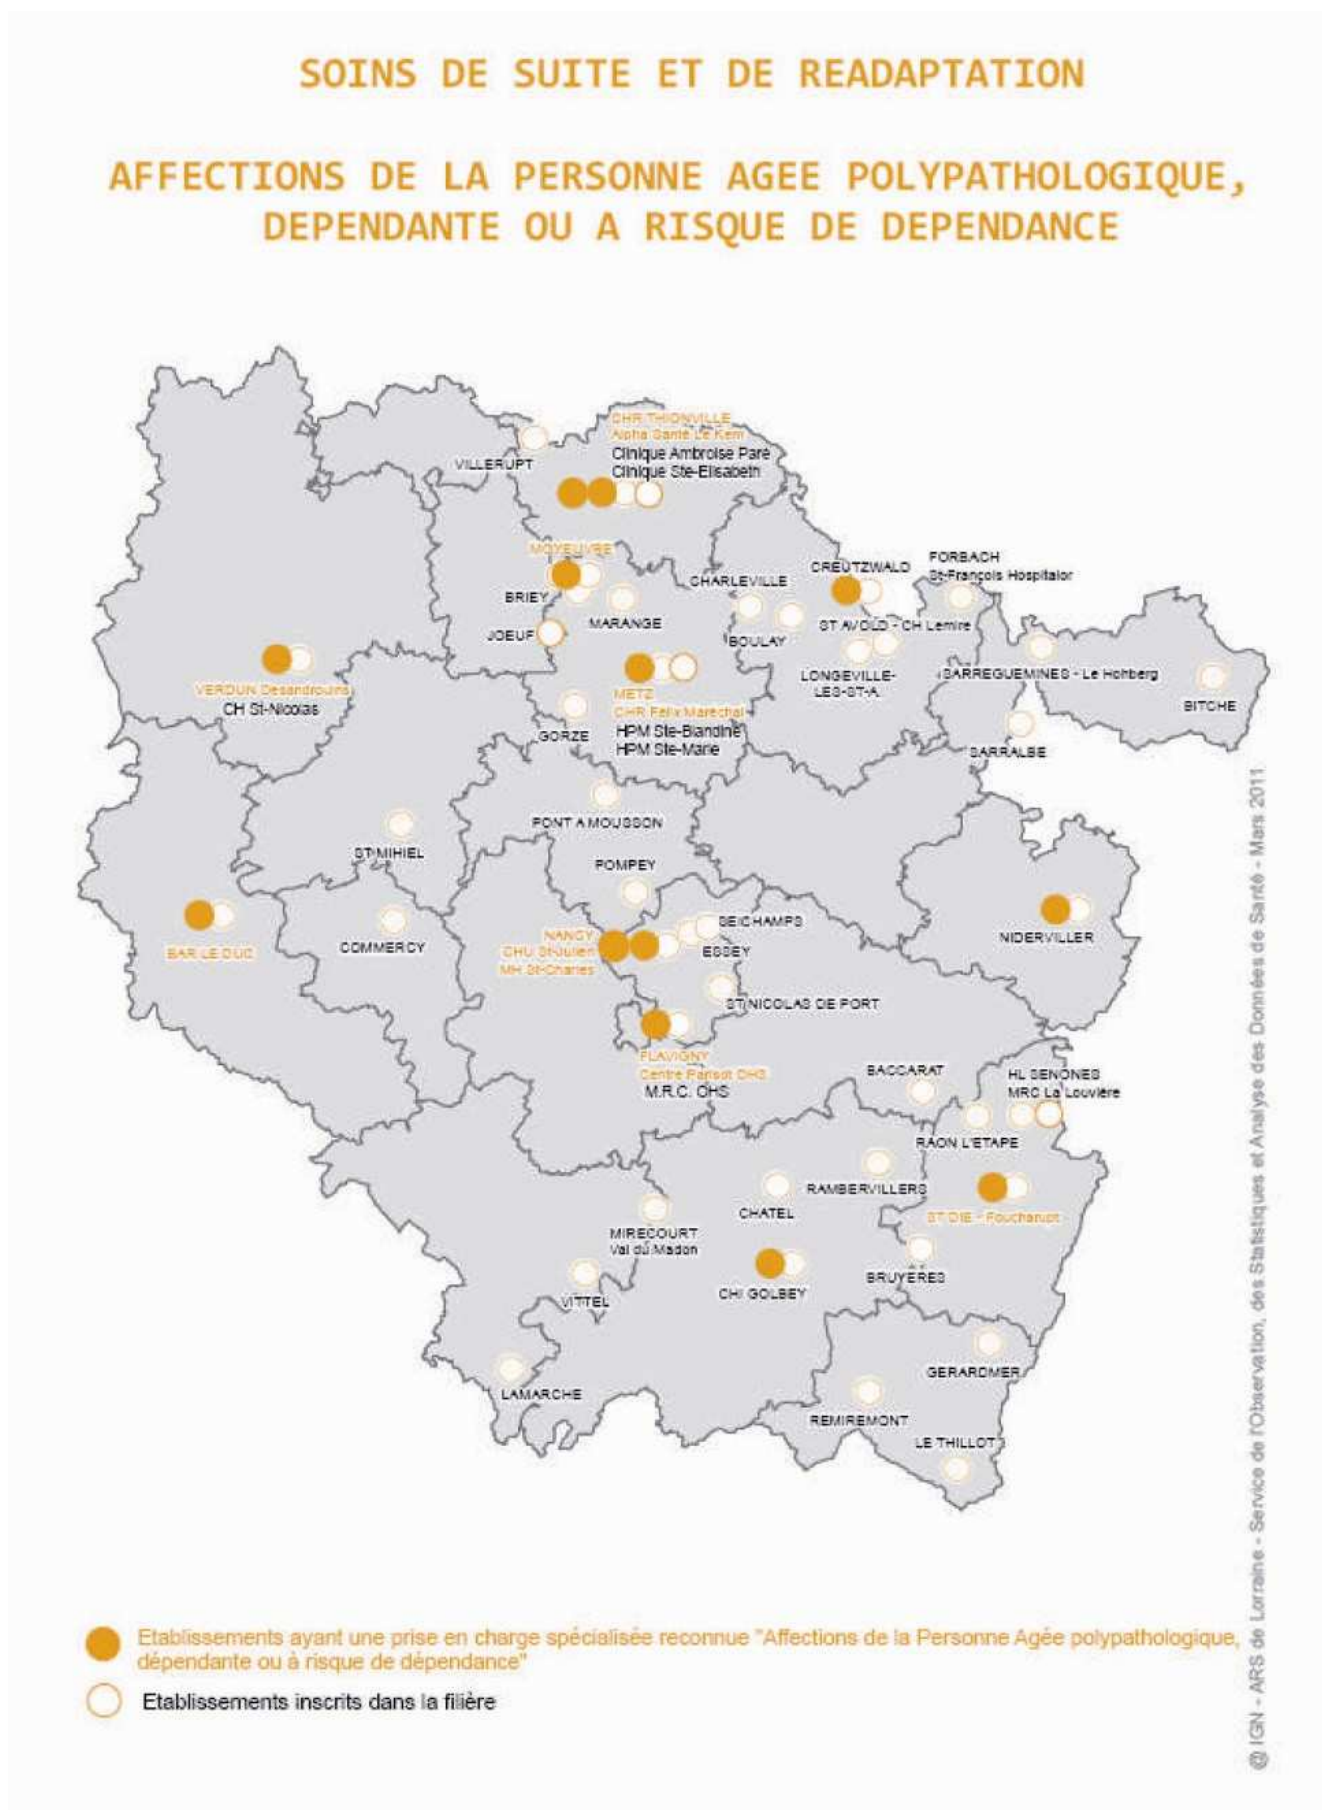 SOINS DE SUITE ET DE READAPTATION
AFFECTIONS DE LA PERSONNE AGEE POLYPATHOLOGIQUE,
DEPENDANTE OU A RISQUE DE DEPENDANCE
CHR THIONVILLE
Alpha Santé Le Kem
Clinique Ambroise Paré
Clinique Ste-Elisabeth
VILLERUPT
MOYEUVRE
BRIEY
MARANGE
JOEUF
CHARLEVILLE
CREUTZWALD
FORBACH
St-François Hospitalor
BOULAY
ST AVOLD - CH Lemire
LONGEVILLE-
LES-ST-A.
SARREGUEMINES - Le Hohberg
BITCHE
SARRALBE
VERDUN Désandrouins
CH St-Nicolas
METZ
CHR Félix Maréchal
HPM Ste-Blandine
HPM Ste-Marie
GORZE
PONT A MOUSSON
ST MIHIEL
POMPEY
BAR LE DUC
COMMERCY
NANCY
CHU St-Julien
MH St-Charles
SEICHAMPS
ESSEY
NIDERVILLER
ST NICOLAS DE PORT
FLAVIGNY
Centre Parisot OHS
M.R.C. OHS
BACCARAT
HL SENONES
MRC La Louvière
RAON L'ETAPE
RAMBERVILLERS
CHATEL
ST DIE - Foucharupt
MIRECOURT
Val du Madon
BRUYERES
VITTEL
CHI GOLBEY
GERARDMER
LAMARCHE
REMIREMONT
LE THILLOT
Etablissements ayant une prise en charge spécialisée reconnue "Affections de la Personne Agée polypathologique,
dépendante ou à risque de dépendance"
Etablissements inscrits dans la filière
@ IGN - ARS de Lorraine - Service de l'Observation, des Statistiques et Analyse des Données de Santé - Mars 2011